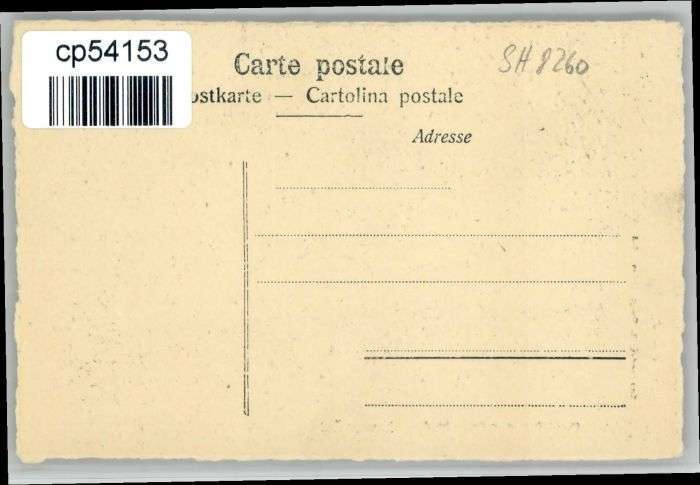 cp54153
Carte postale
SH 8260
ostkarte — Cartolina postale
Adresse